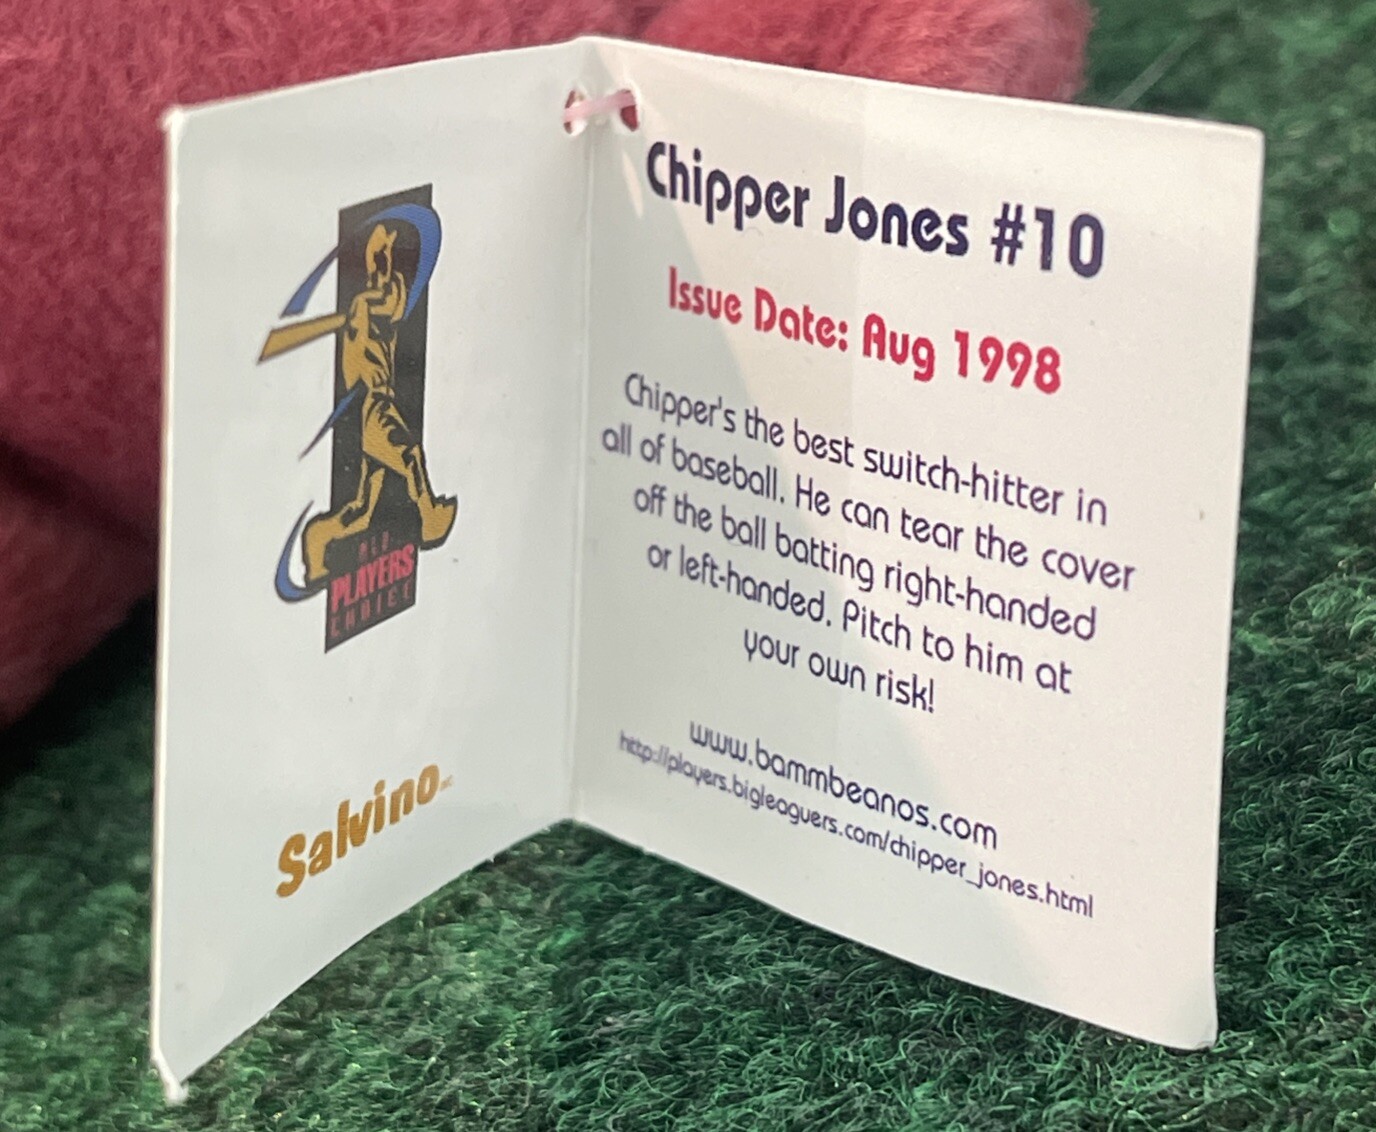 MLB
PLAYERS
CHOICE
Salvino
Chipper Jones #10
Issue Date: Aug 1998
Chipper's the best switch-hitter in
all of baseball. He can tear the cover
off the ball batting right-handed
or left-handed. Pitch to him at
your own risk!
www.bammbeanos.com
http://players.bigleaguers.com/chipper_jones.html